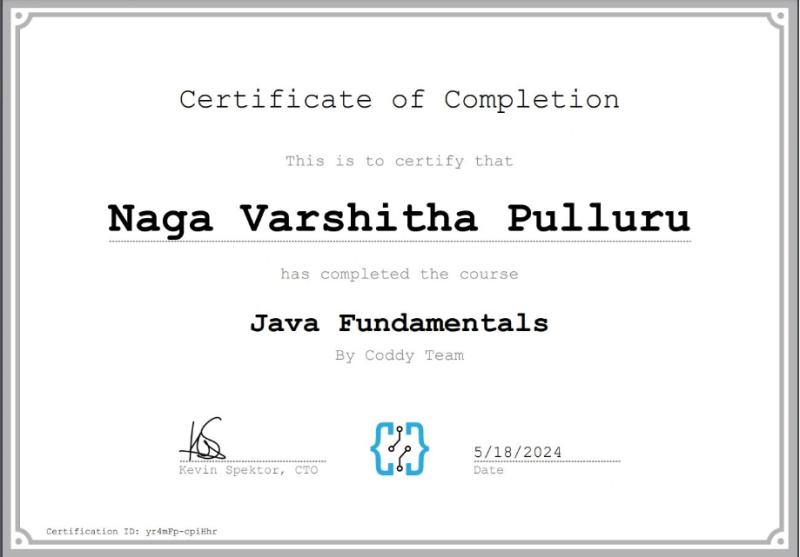 Certificate of Completion
This is to certify that
Naga Varshitha Pulluru
has completed the course
Java Fundamentals
By Coddy Team
5/18/2024
Kevin Spektor, CTO
Date
Certification ID: yr4mFp-cpiHhr